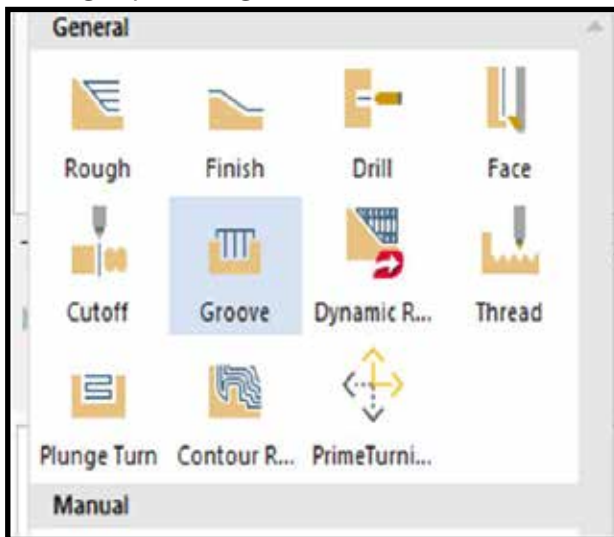 General
Rough Finish Drill Face
Cutoff Groove Dynamic R... Thread
Plunge Turn Contour R... PrimeTurni...
Manual